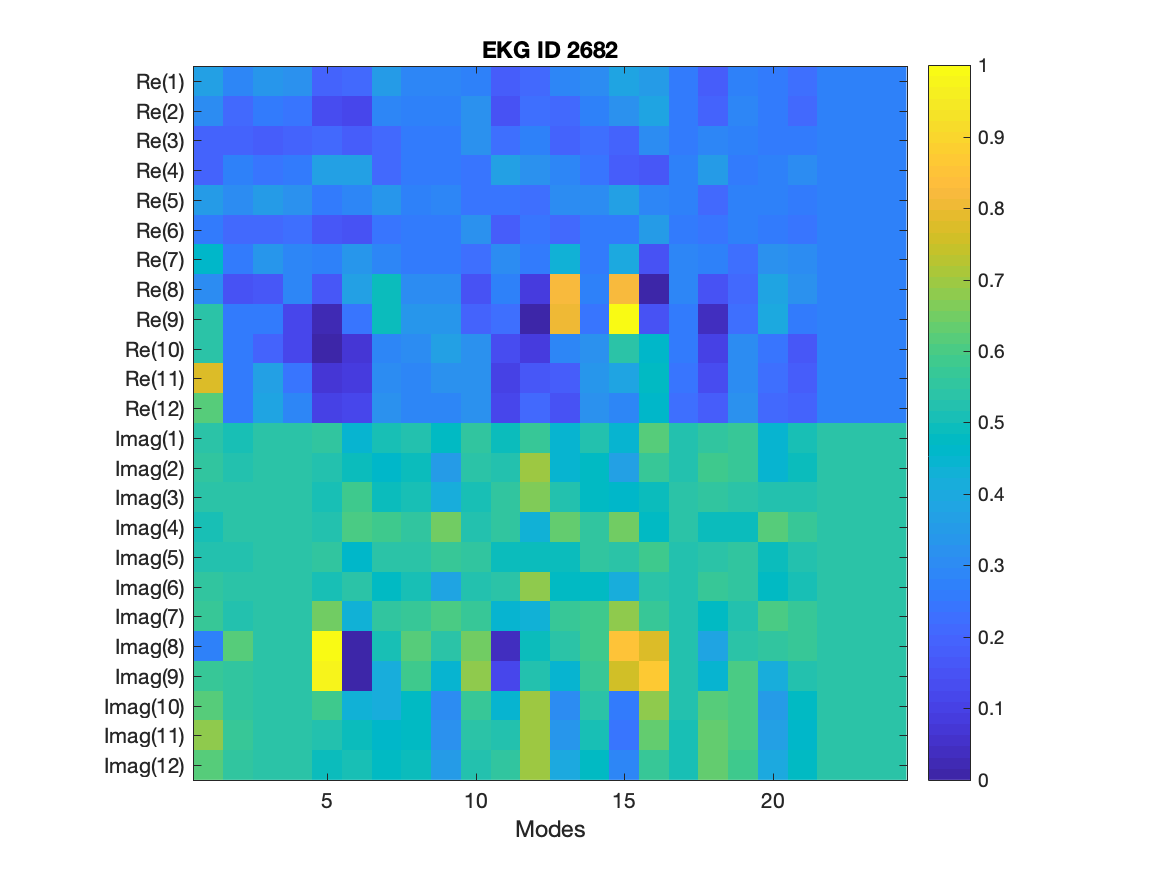 EKG ID 2682
Re(1)
Re(2)
Re(3)
Re(4)
Re(5)
Re(6)
Re(7)
Re(8)
Re(9)
Re(10)
Re(11)
Re(12)
Imag(1)
Imag(2)
Imag(3)
Imag(4)
Imag(5)
Imag(6)
Imag(7)
Imag(8)
Imag(9)
Imag(10)
Imag(11)
Imag(12)
5 10 15 20
Modes
1
0.9
0.8
0.7
0.6
0.5
0.4
0.3
0.2
0.1
0